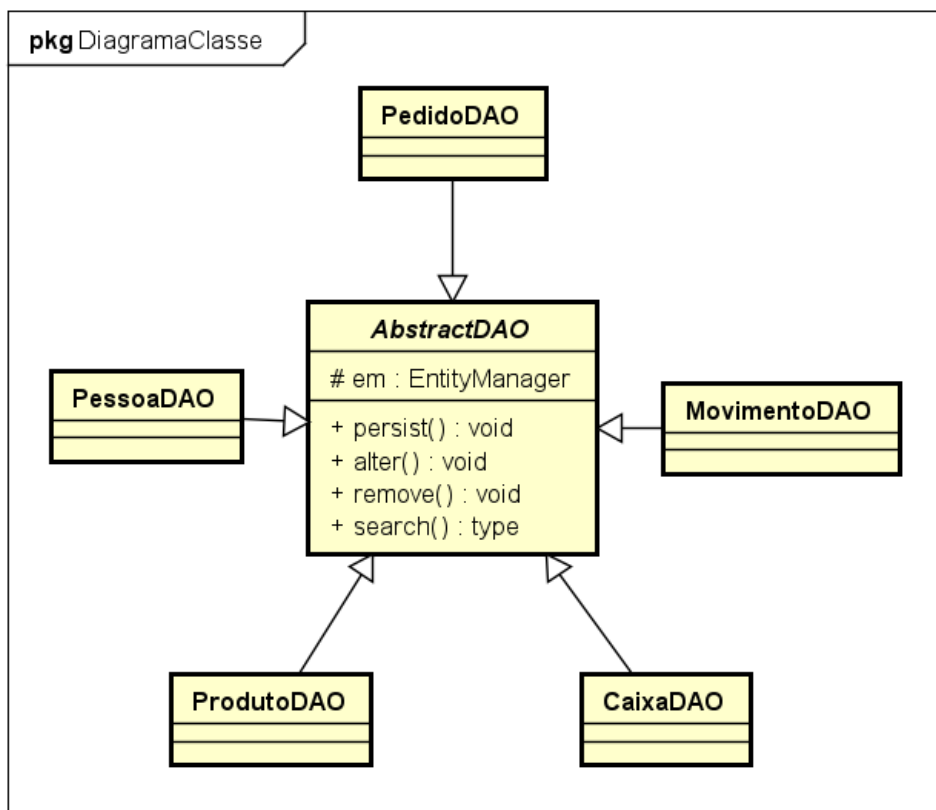 pkg DiagramaClasse
PedidoDAO
AbstractDAO
# em : EntityManager
+ persist() : void
+ alter() : void
+ remove() : void
+ search() : type
PessoaDAO
MovimentoDAO
ProdutoDAO
CaixaDAO